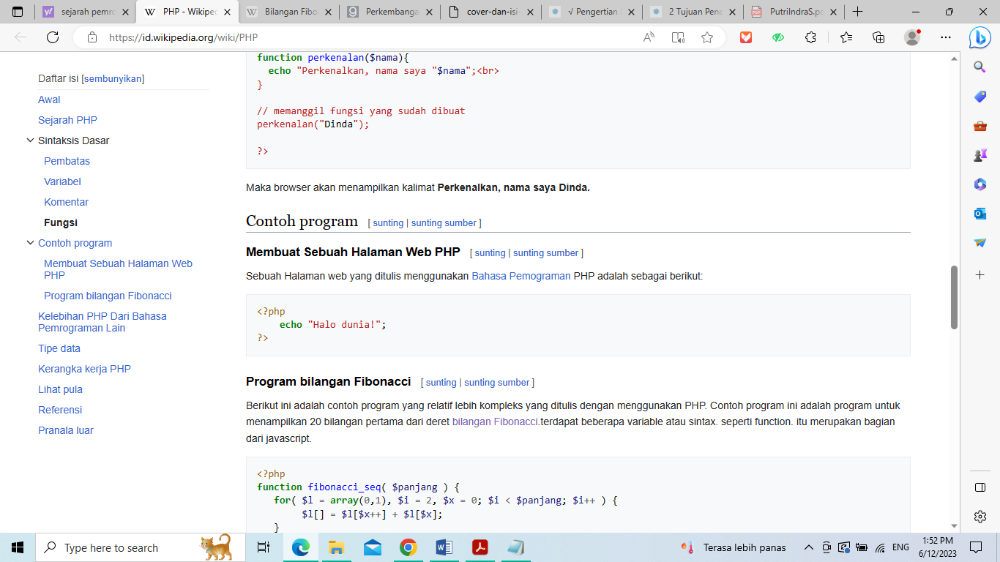 sejarah pemro
PHP - Wikipe
Bilangan Fibo
Perkembanga
cover-dan-isi-
√ Pengertian
2 Tujuan Pene
PutriIndraS.pd
https://id.wikipedia.org/wiki/PHP
Daftar isi [sembunyikan]
Awal
Sejarah PHP
Sintaksis Dasar
Pembatas
Variabel
Komentar
Fungsi
Contoh program
Membuat Sebuah Halaman Web
PHP
Program bilangan Fibonacci
Kelebihan PHP Dari Bahasa
Pemrograman Lain
Tipe data
Kerangka kerja PHP
Lihat pula
Referensi
Pranala luar
function perkenalan($nama){
  echo "Perkenalkan, nama saya "$nama";<br>
}
// memanggil fungsi yang sudah dibuat
perkenalan("Dinda");
?>
Maka browser akan menampilkan kalimat Perkenalkan, nama saya Dinda.
Contoh program [ sunting | sunting sumber ]
Membuat Sebuah Halaman Web PHP [ sunting | sunting sumber ]
Sebuah Halaman web yang ditulis menggunakan Bahasa Pemograman PHP adalah sebagai berikut:
<?php
    echo "Halo dunia!";
?>
Program bilangan Fibonacci [ sunting | sunting sumber ]
Berikut ini adalah contoh program yang relatif lebih kompleks yang ditulis dengan menggunakan PHP. Contoh program ini adalah program untuk
menampilkan 20 bilangan pertama dari deret bilangan Fibonacci.terdapat beberapa variable atau sintax. seperti function. itu merupakan bagian
dari javascript.
<?php
function fibonacci_seq( $panjang ) {
   for( $l = array(0,1), $i = 2, $x = 0; $i < $panjang; $i++ ) {
        $l[] = $l[$x++] + $l[$x];
   }
Type here to search
Terasa lebih panas
ENG
1:52 PM
6/12/2023